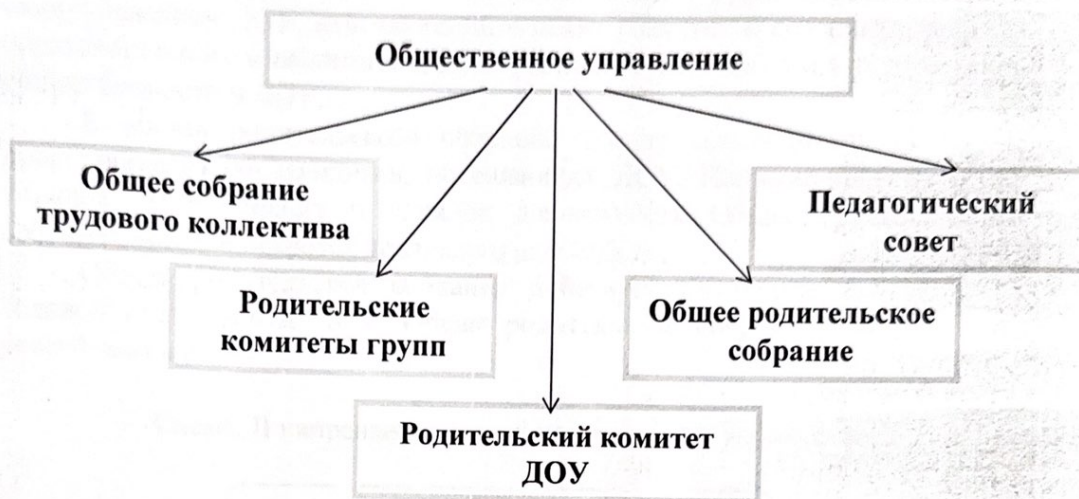 Общественное управление
Общее собрание
трудового коллектива
Педагогический
совет
Родительские
комитеты групп
Общее родительское
собрание
Родительский комитет
ДОУ